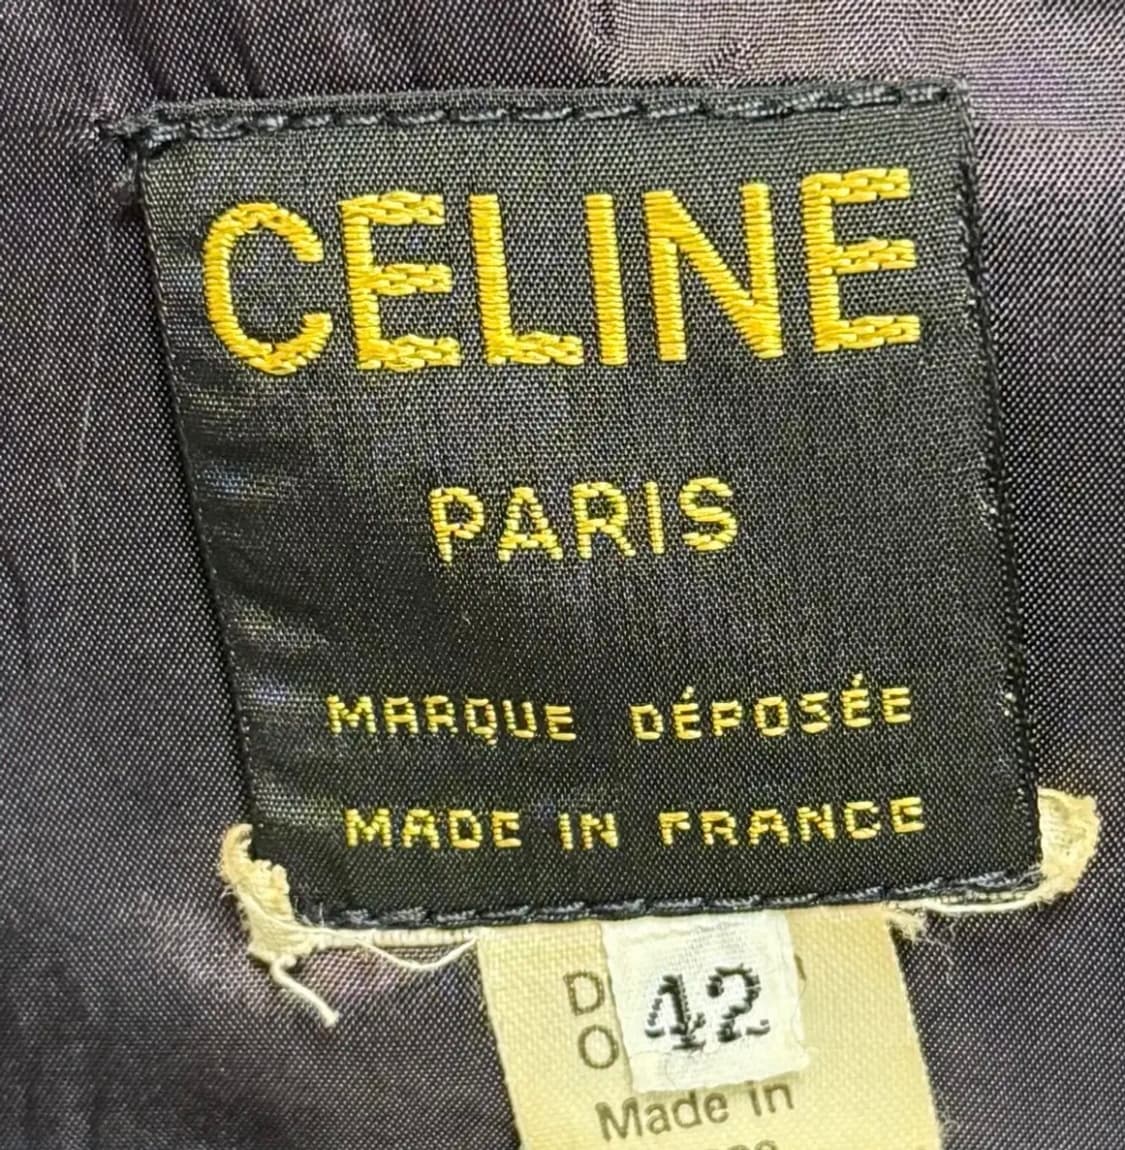 CELINE
PARIS
MARQUE DÉPOSÉE
MADE IN FRANCE
42
Made in